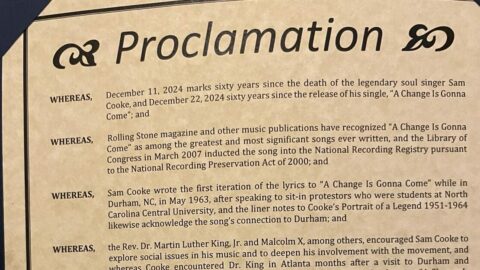 Proclamation
WHEREAS, December 11, 2024 marks sixty years since the death of the legendary soul singer Sam
Cooke, and December 22, 2024 sixty years since the release of his single, "A Change Is Gonna
Come"; and
WHEREAS, Rolling Stone magazine and other music publications have recognized "A Change Is Gonna
Come" as among the greatest and most significant songs ever written, and the Library of
Congress in March 2007 inducted the song into the National Recording Registry pursuant
to the National Recording Preservation Act of 2000; and
WHEREAS, Sam Cooke wrote the first iteration of the lyrics to "A Change Is Gonna Come" while in
Durham, NC, in May 1963, after speaking to sit-in protestors who were students at North
Carolina Central University, and the liner notes to Cooke's Portrait of a Legend 1951-1964
likewise acknowledge the song's connection to Durham; and
WHEREAS, the Rev. Dr. Martin Luther King, Jr. and Malcolm X, among others, encouraged Sam Cooke to
explore social issues in his music and to deepen his involvement with the movement, and
whereas Cooke encountered Dr. King in Atlanta months after a visit to Durham and